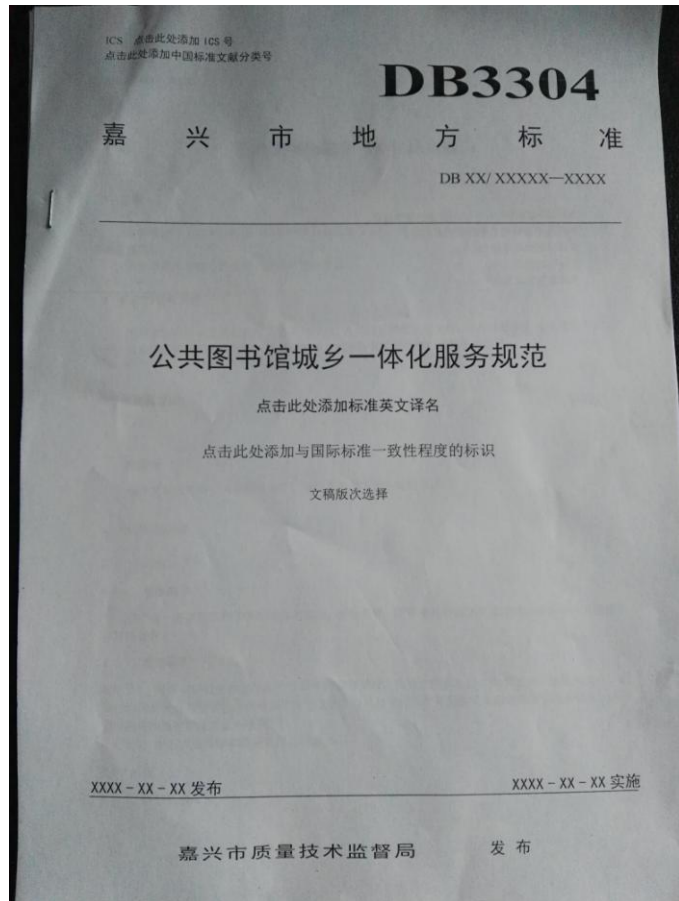 ICS 点击此处添加 ICS 号
点击此处添加中国标准文献分类号
DB3304
嘉兴市地方标准
DB XX/ XXXXX—XXXX
公共图书馆城乡一体化服务规范
点击此处添加标准英文译名
点击此处添加与国际标准一致性程度的标识
文稿版次选择
XXXX - XX - XX 发布 XXXX - XX - XX 实施
嘉兴市质量技术监督局 发布